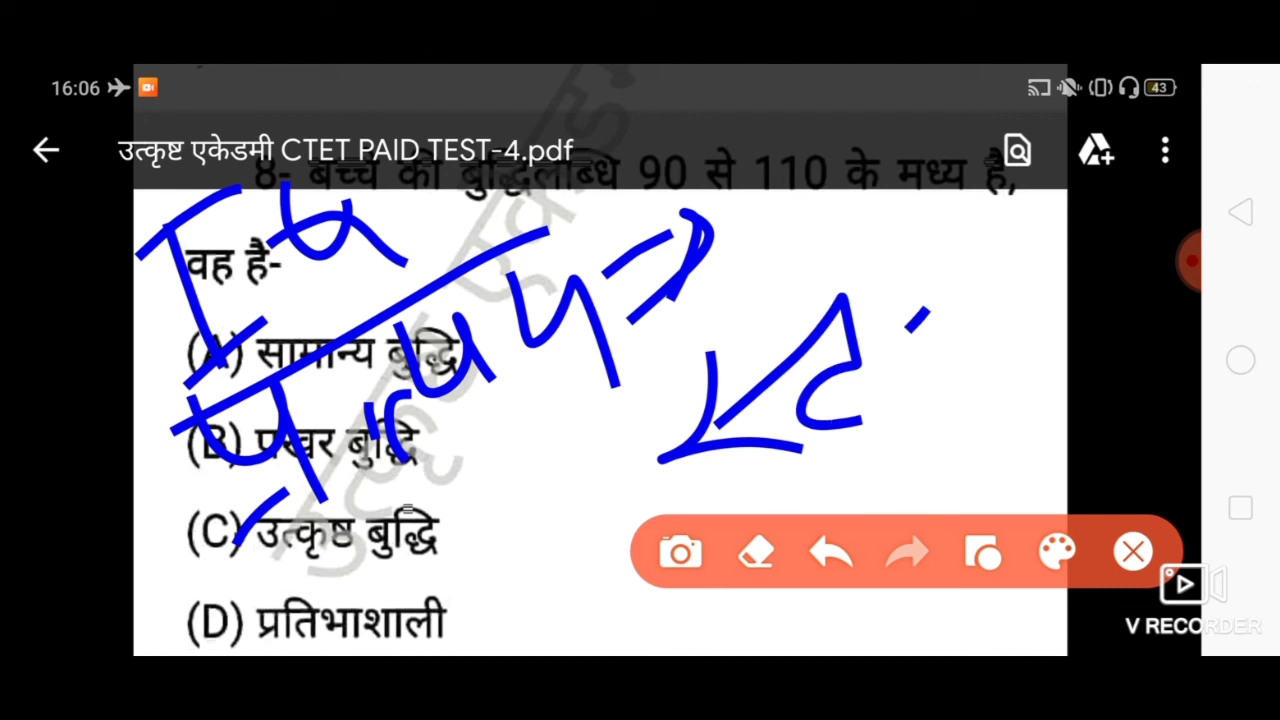 16:06
43
उत्कृष्ट एकेडमी CTET PAID TEST-4.pdf
8- बच्चे की बुद्धिलब्धि 90 से 110 के मध्य है,
वह है-
(A) सामान्य बुद्धि
(B) प्रखर बुद्धि
(C) उत्कृष्ट बुद्धि
(D) प्रतिभाशाली
V RECORDER